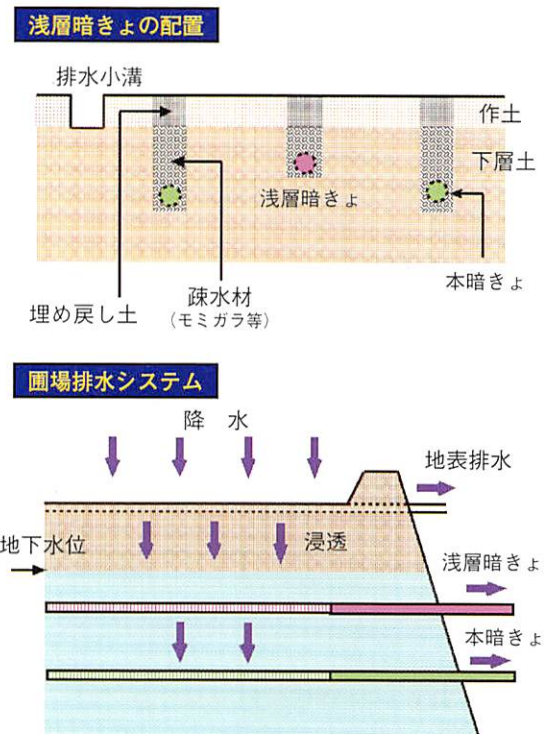 浅層暗きょの配置
排水小溝
作土
下層土
浅層暗きょ
本暗きょ
埋め戻し土
疎水材
(モミガラ等)
圃場排水システム
降 水
地表排水
地下水位
浸透
浅層暗きょ
本暗きょ